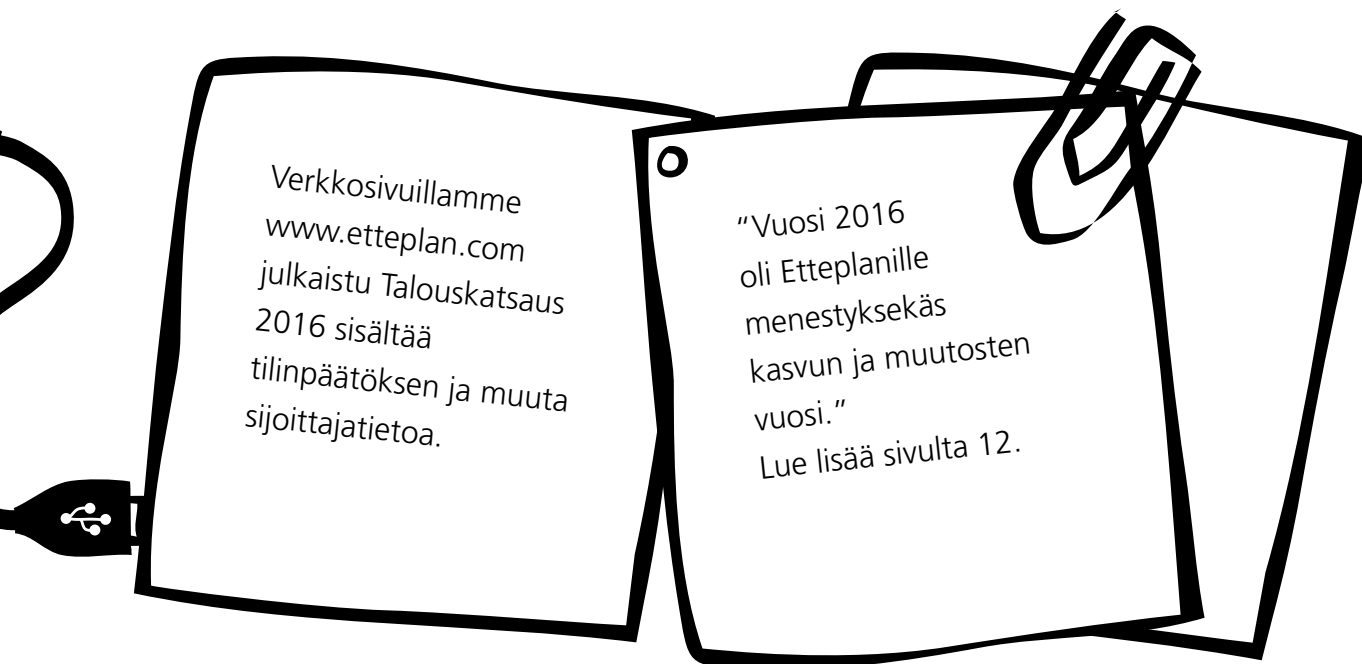 Verkkosivuillamme
www.etteplan.com
julkaistu Talouskatsaus
2016 sisältää
tilinpäätöksen ja muuta
sijoittajatietoa.
“Vuosi 2016
oli Etteplanille
menestyksekäs
kasvun ja muutosten
vuosi.”
Lue lisää sivulta 12.